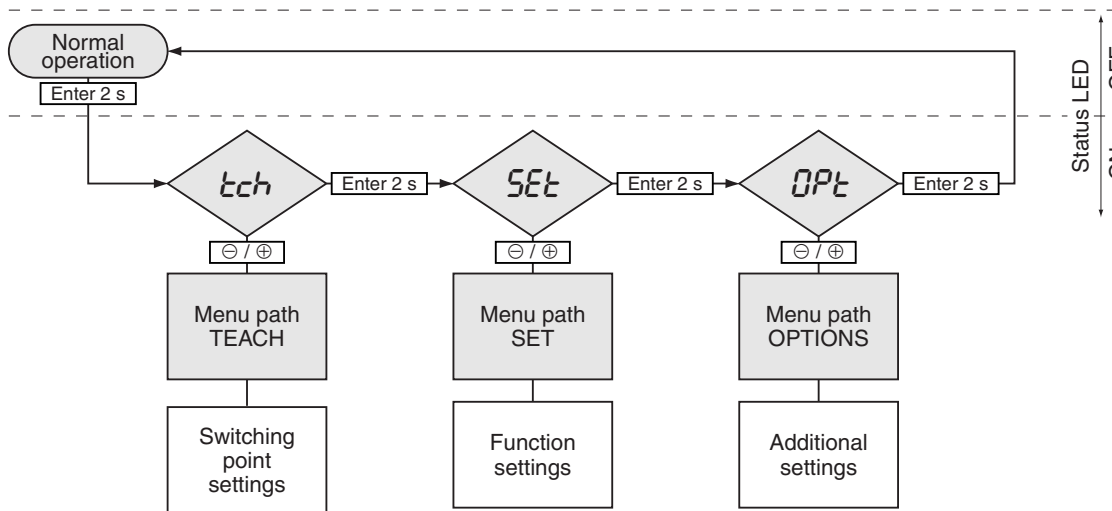 Normal
operation
Enter 2 s
tch
Enter 2 s
SEt
Enter 2 s
OPt
Enter 2 s
⊖ / ⊕
⊖ / ⊕
⊖ / ⊕
Menu path
TEACH
Menu path
SET
Menu path
OPTIONS
Switching
point
settings
Function
settings
Additional
settings
Status LED